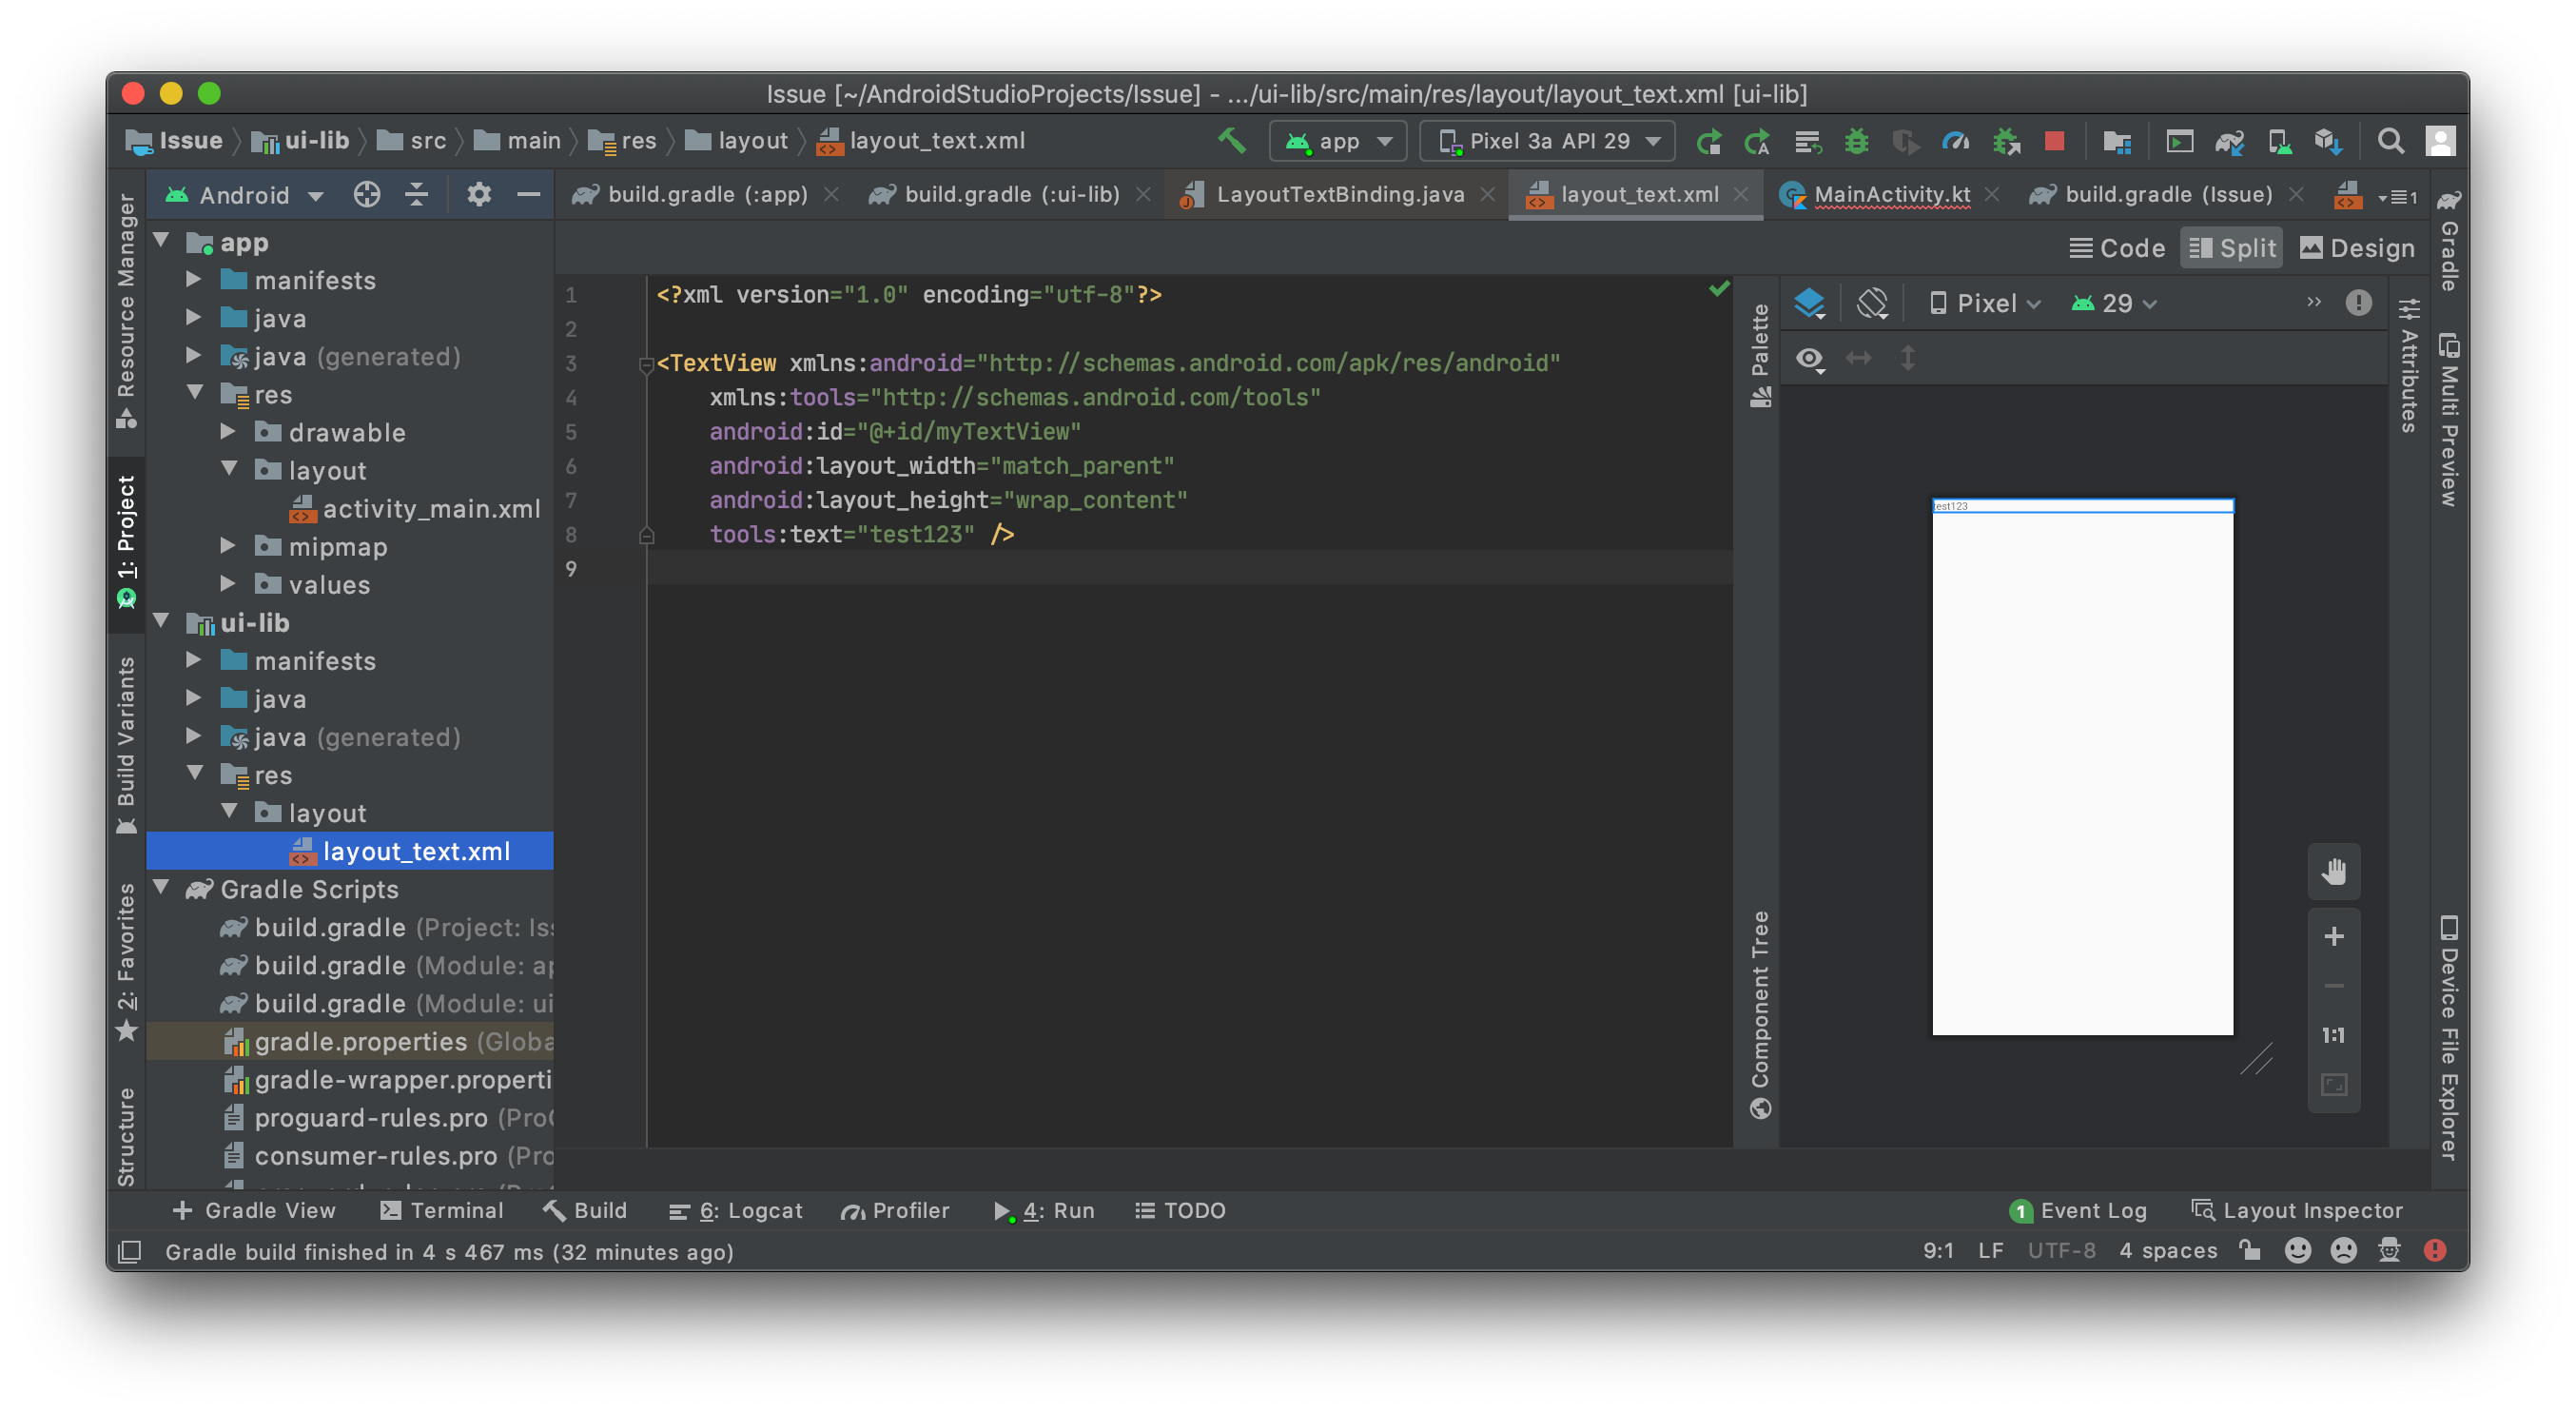 Issue [~/AndroidStudioProjects/Issue] - .../ui-lib/src/main/res/layout/layout_text.xml [ui-lib]
Issue ui-lib src main res layout layout_text.xml app Pixel 3a API 29
Android
build.gradle (:app) build.gradle (:ui-lib) LayoutTextBinding.java layout_text.xml MainActivity.kt build.gradle (Issue) 1
Code Split Design
Resource Manager
1: Project
Build Variants
2: Favorites
Structure
app
manifests
java
java (generated)
res
drawable
layout
activity_main.xml
mipmap
values
ui-lib
manifests
java
java (generated)
res
layout
layout_text.xml
Gradle Scripts
build.gradle (Project: Iss
build.gradle (Module: ap
build.gradle (Module: ui
gradle.properties (Globa
gradle-wrapper.properti
proguard-rules.pro (Pro
consumer-rules.pro (Pro
1 <?xml version="1.0" encoding="utf-8"?>
2
3 <TextView xmlns:android="http://schemas.android.com/apk/res/android"
4 xmlns:tools="http://schemas.android.com/tools"
5 android:id="@+id/myTextView"
6 android:layout_width="match_parent"
7 android:layout_height="wrap_content"
8 tools:text="test123" />
9
Palette
Component Tree
Pixel 29
test123
1:1
Attributes
Gradle
Multi Preview
Device File Explorer
Gradle View Terminal Build 6: Logcat Profiler 4: Run TODO 1 Event Log Layout Inspector
Gradle build finished in 4 s 467 ms (32 minutes ago) 9:1 LF UTF-8 4 spaces